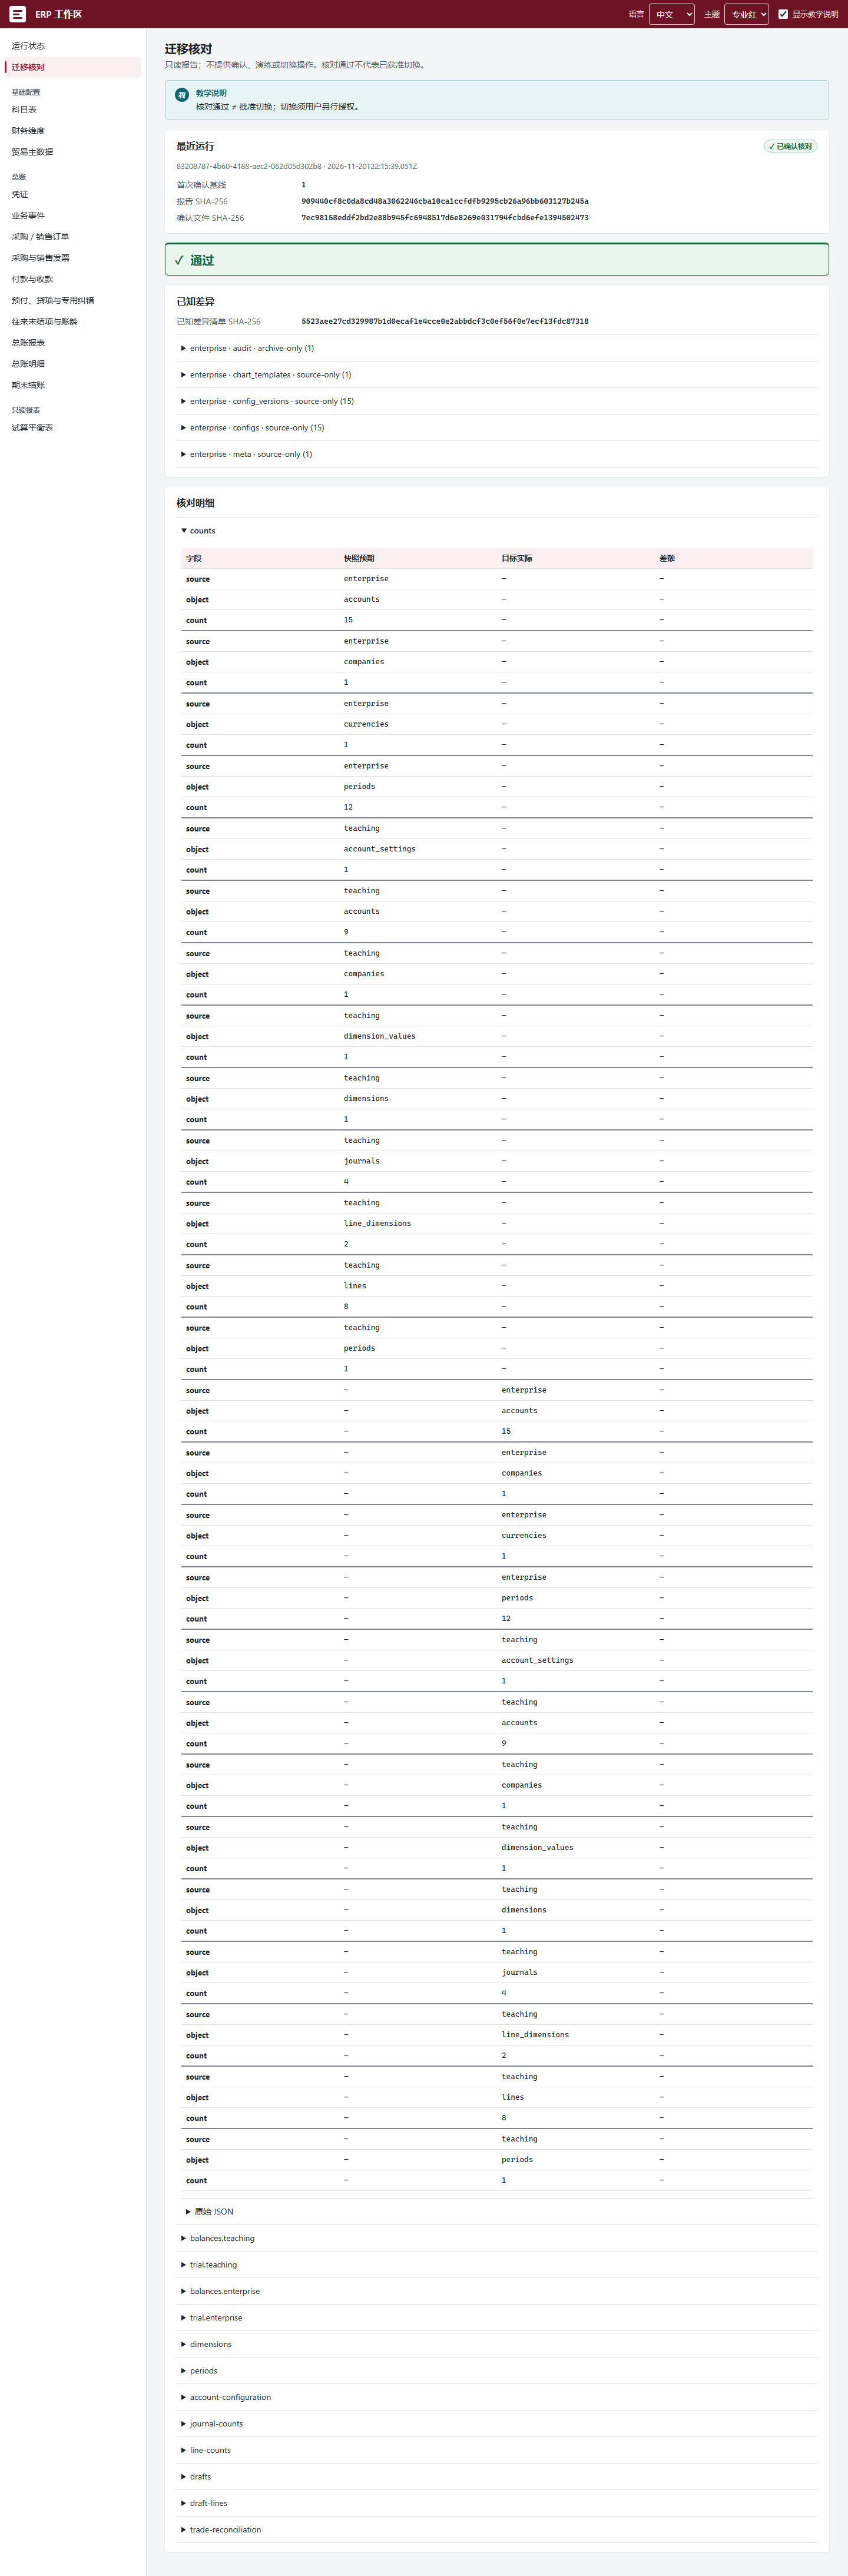 ERP 工作区 语言 中文 主题 专业红 显示教学说明
运行状态
迁移核对
基础配置
科目表
财务维度
贸易主数据
总账
凭证
业务事件
采购 / 销售订单
采购与销售发票
付款与收款
预付、贷项与专用纠错
往来未结项与账龄
总账报表
总账明细
期末结账
只读报表
试算平衡表
迁移核对
只读报告；不提供确认、演练或切换操作。核对通过不代表已获准切换。
教 教学说明
核对通过 ≠ 批准切换；切换须用户另行授权。
最近运行 ✓ 已确认核对
83208787-4b60-4188-aec2-062d05d302b8 · 2026-11-20T22:15:39.051Z
首次确认基线 1
报告 SHA-256 909440cf8c0da8cd48a3062246cba10ca1ccfdfb9295cb26a96bb603127b245a
确认文件 SHA-256 7ec98158eddf2bd2e88b945fc6948517d6e8269e031794fcbd6efe1394502473
✓ 通过
已知差异
已知差异清单 SHA-256 5523aee27cd329987b1d0ecaf1e4cce0e2abbdcf3c0ef56f0e7ecf13fdc87318
▶ enterprise · audit · archive-only (1)
▶ enterprise · chart_templates · source-only (1)
▶ enterprise · config_versions · source-only (15)
▶ enterprise · configs · source-only (15)
▶ enterprise · meta · source-only (1)
核对明细
▼ counts
字段 快照预期 目标实际 差额
source enterprise — —
object accounts — —
count 15 — —
source enterprise — —
object companies — —
count 1 — —
source enterprise — —
object currencies — —
count 1 — —
source enterprise — —
object periods — —
count 12 — —
source teaching — —
object account_settings — —
count 1 — —
source teaching — —
object accounts — —
count 9 — —
source teaching — —
object companies — —
count 1 — —
source teaching — —
object dimension_values — —
count 1 — —
source teaching — —
object dimensions — —
count 1 — —
source teaching — —
object journals — —
count 4 — —
source teaching — —
object line_dimensions — —
count 2 — —
source teaching — —
object lines — —
count 8 — —
source teaching — —
object periods — —
count 1 — —
source — enterprise —
object — accounts —
count — 15 —
source — enterprise —
object — companies —
count — 1 —
source — enterprise —
object — currencies —
count — 1 —
source — enterprise —
object — periods —
count — 12 —
source — teaching —
object — account_settings —
count — 1 —
source — teaching —
object — accounts —
count — 9 —
source — teaching —
object — companies —
count — 1 —
source — teaching —
object — dimension_values —
count — 1 —
source — teaching —
object — dimensions —
count — 1 —
source — teaching —
object — journals —
count — 4 —
source — teaching —
object — line_dimensions —
count — 2 —
source — teaching —
object — lines —
count — 8 —
source — teaching —
object — periods —
count — 1 —
▶ 原始 JSON
▶ balances.teaching
▶ trial.teaching
▶ balances.enterprise
▶ trial.enterprise
▶ dimensions
▶ periods
▶ account-configuration
▶ journal-counts
▶ line-counts
▶ drafts
▶ draft-lines
▶ trade-reconciliation